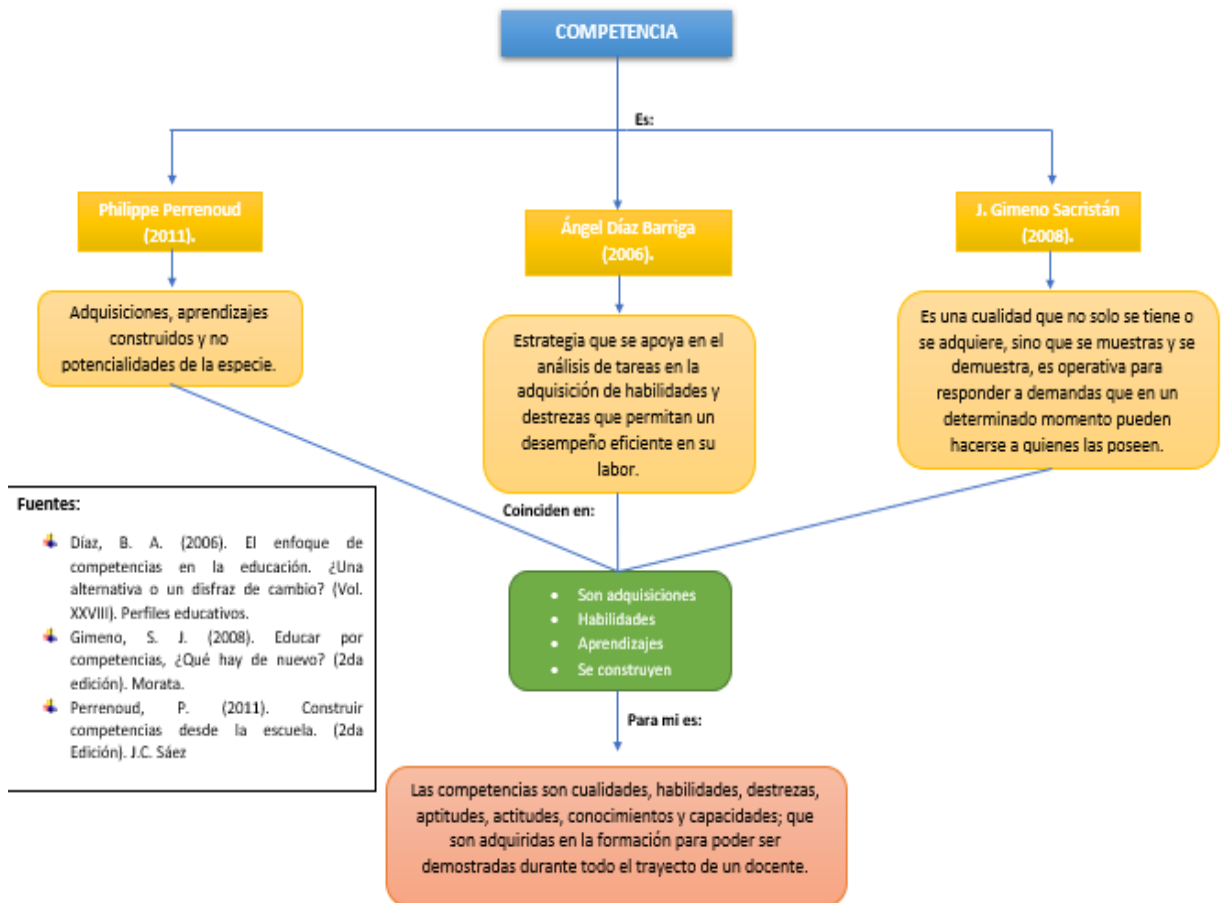 COMPETENCIA
Es:
Philippe Perrenoud
(2011).
Adquisiciones, aprendizajes
construidos y no
potencialidades de la especie.
Ángel Díaz Barriga
(2006).
Estrategia que se apoya en el
análisis de tareas en la
adquisición de habilidades y
destrezas que permitan un
desempeño eficiente en su
labor.
J. Gimeno Sacristán
(2008).
Es una cualidad que no solo se tiene o
se adquiere, sino que se muestras y se
demuestra, es operativa para
responder a demandas que en un
determinado momento pueden
hacerse a quienes las poseen.
Coinciden en:
• Son adquisiciones
• Habilidades
• Aprendizajes
• Se construyen
Para mi es:
Las competencias son cualidades, habilidades, destrezas,
aptitudes, actitudes, conocimientos y capacidades; que
son adquiridas en la formación para poder ser
demostradas durante todo el trayecto de un docente.
Fuentes:
Díaz, B. A. (2006). El enfoque de
competencias en la educación. ¿Una
alternativa o un disfraz de cambio? (Vol.
XXVIII). Perfiles educativos.
Gimeno, S. J. (2008). Educar por
competencias, ¿Qué hay de nuevo? (2da
edición). Morata.
Perrenoud, P. (2011). Construir
competencias desde la escuela. (2da
Edición). J.C. Sáez